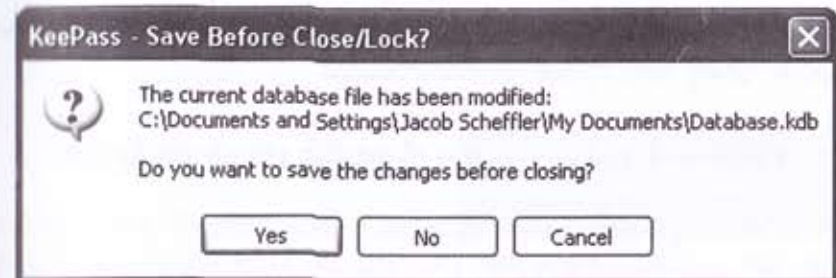 KeePass - Save Before Close/Lock?
The current database file has been modified:
C:\Documents and Settings\Jacob Scheffler\My Documents\Database.kdb
Do you want to save the changes before closing?
Yes No Cancel